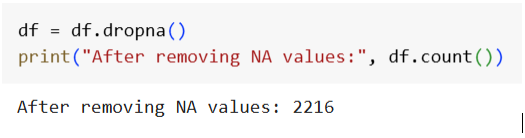 df = df.dropna()
print("After removing NA values:", df.count())
After removing NA values: 2216